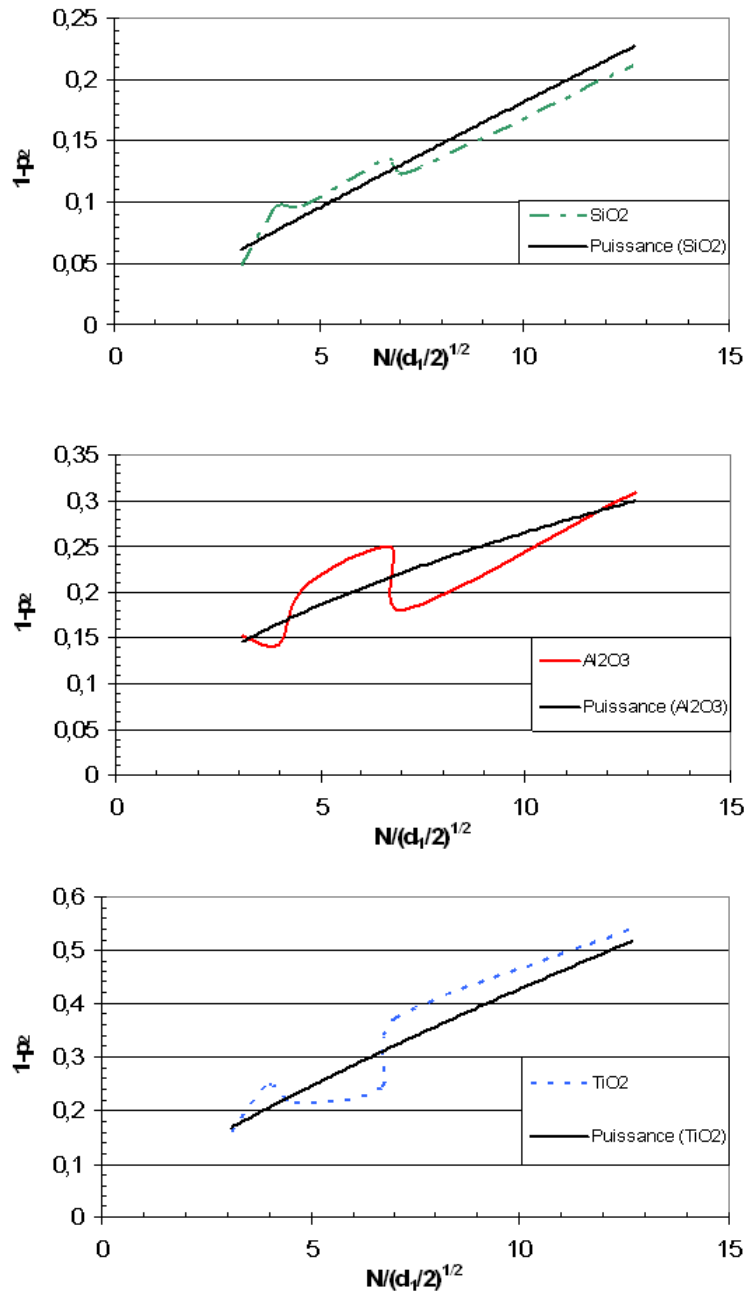 0,25
0,2
0,15
0,1
0,05
0
1-p2
0 5 10 15
N/(d1/2)^1/2
SiO2
Puissance (SiO2)
0,35
0,3
0,25
0,2
0,15
0,1
0,05
0
1-p2
0 5 10 15
N/(d1/2)^1/2
Al2O3
Puissance (Al2O3)
0,6
0,5
0,4
0,3
0,2
0,1
0
1-p2
0 5 10 15
N/(d1/2)^1/2
TiO2
Puissance (TiO2)